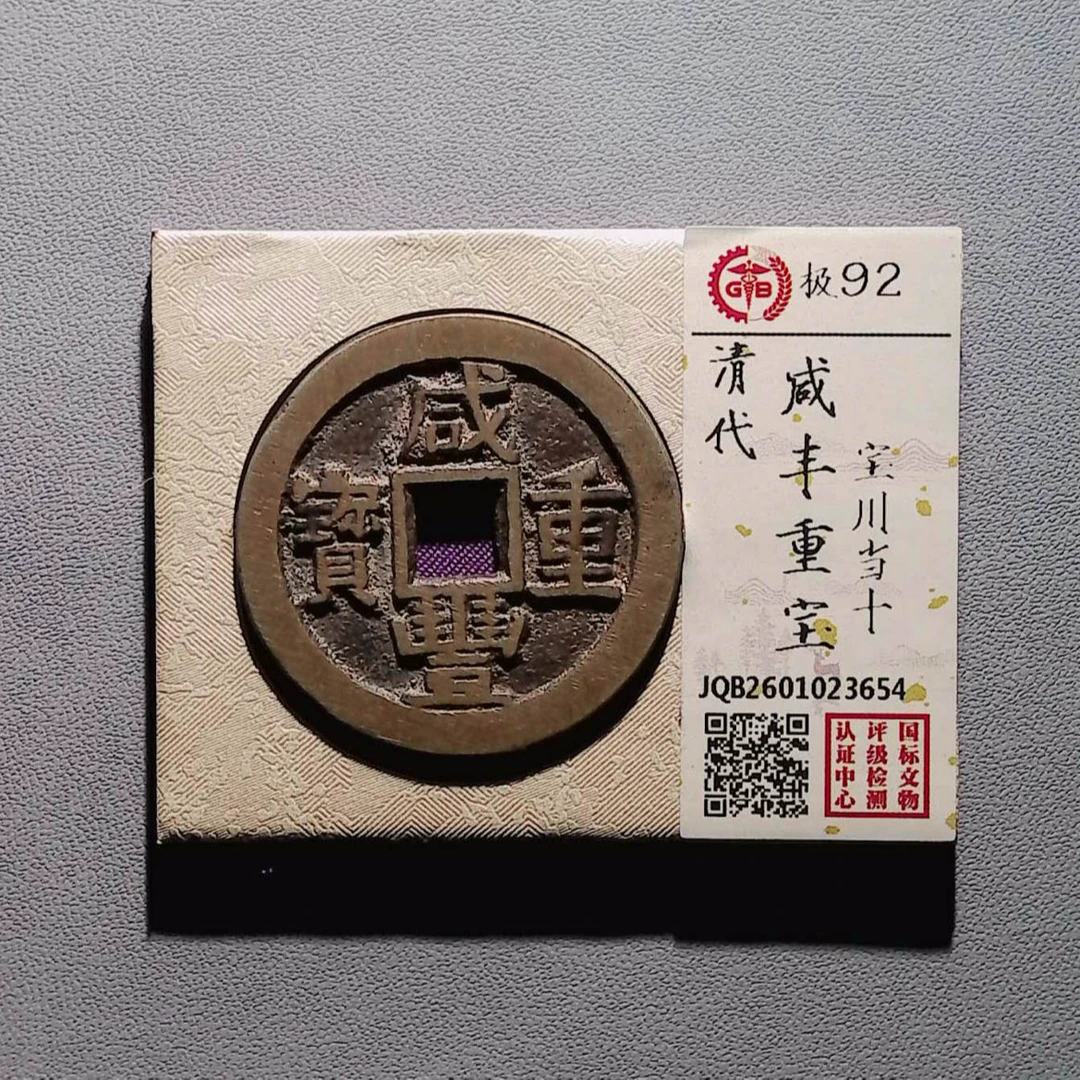 咸豐重寶
GB
极92
清代
咸丰重宝
宝川当十
JQB2601023654
国标文物
评级检测
认证中心